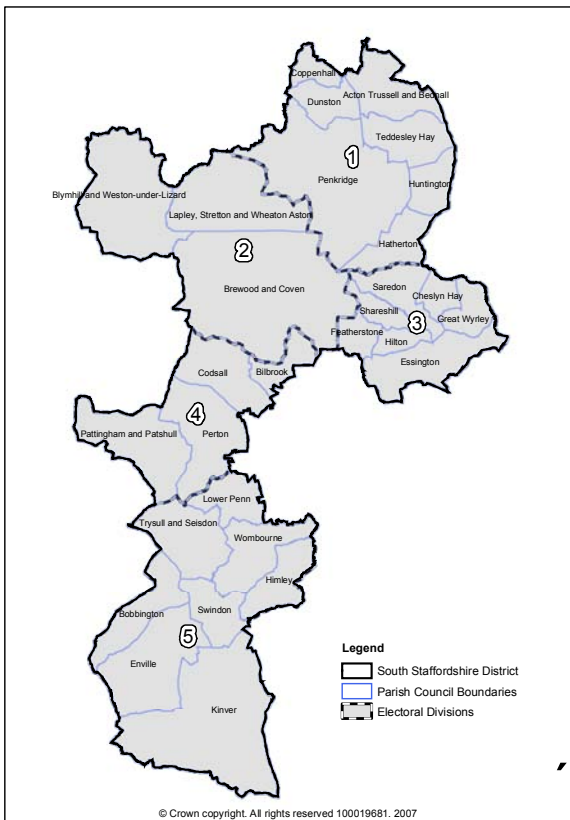 Coppenhall
Acton Trussell and Bednall
Dunston
Teddesley Hay
1
Penkridge
Huntington
Blymhill and Weston-under-Lizard
Lapley, Stretton and Wheaton Aston
Hatherton
2
Saredon
Brewood and Coven
Cheslyn Hay
Shareshill
3
Great Wyrley
Featherstone
Hilton
Essington
Codsall
Bilbrook
4
Pattingham and Patshull
Perton
Lower Penn
Trysull and Seisdon
Wombourne
Himley
Swindon
Bobbington
5
Enville
Kinver
Legend
South Staffordshire District
Parish Council Boundaries
Electoral Divisions
© Crown copyright. All rights reserved 100019681. 2007